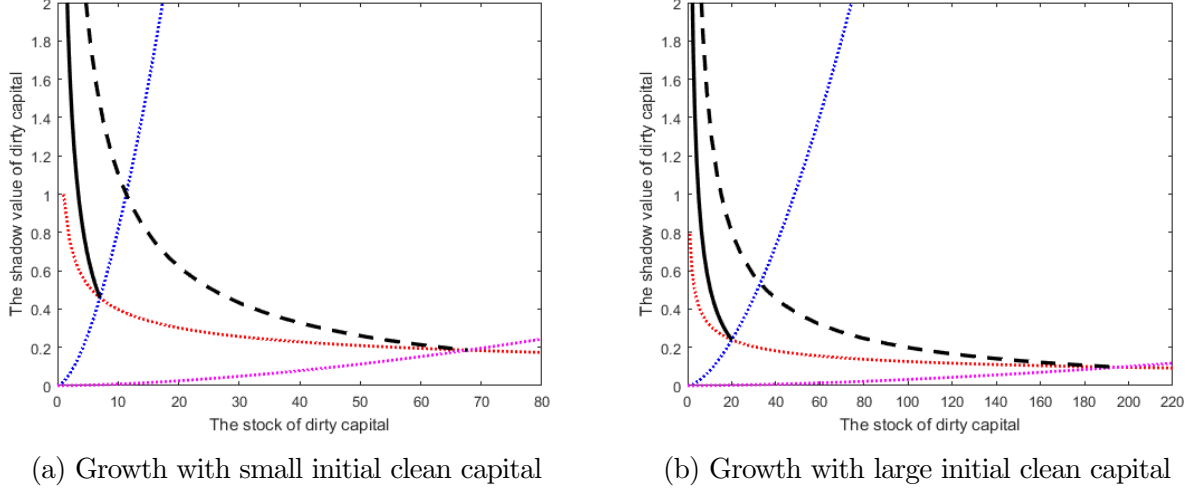 2
1.8
1.6
1.4
1.2
1
0.8
0.6
0.4
0.2
0
0 10 20 30 40 50 60 70 80
The shadow value of dirty capital
The stock of dirty capital
(a) Growth with small initial clean capital
2
1.8
1.6
1.4
1.2
1
0.8
0.6
0.4
0.2
0
0 20 40 60 80 100 120 140 160 180 200 220
The shadow value of dirty capital
The stock of dirty capital
(b) Growth with large initial clean capital